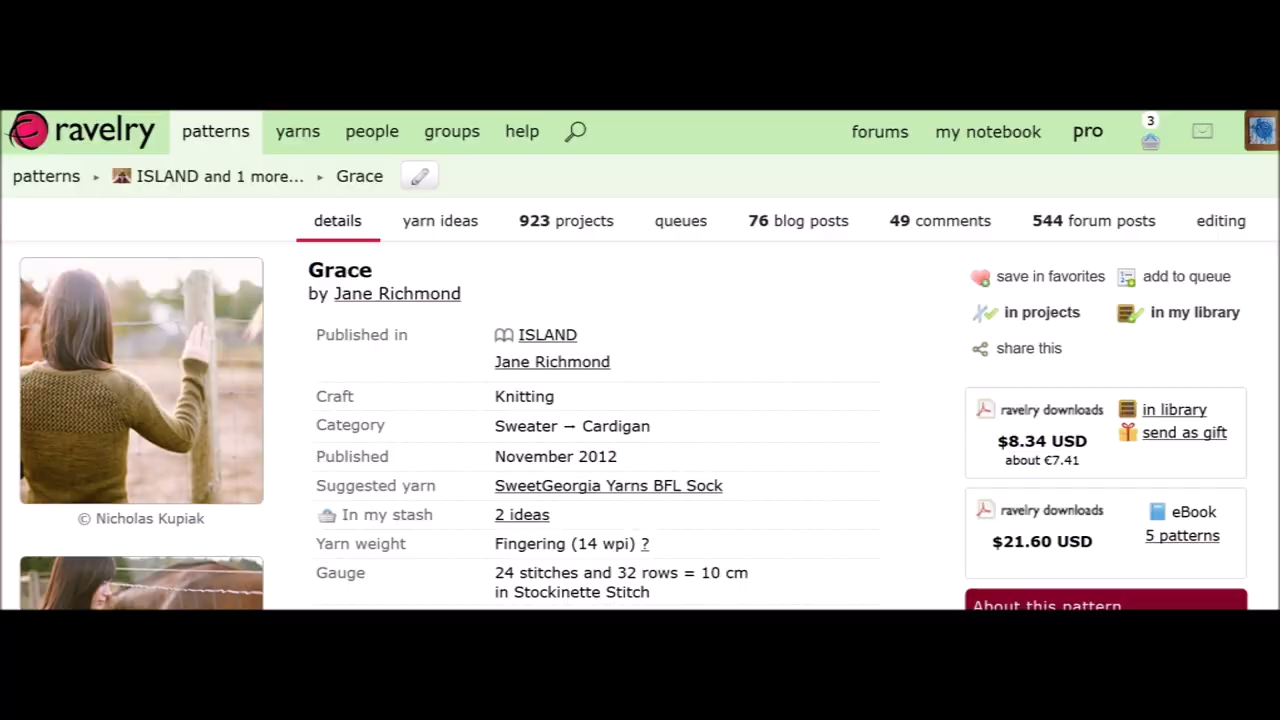 ravelry patterns yarns people groups help forums my notebook pro 3
patterns ▸ ISLAND and 1 more... ▸ Grace
details yarn ideas 923 projects queues 76 blog posts 49 comments 544 forum posts editing
Grace
by Jane Richmond
Published in ISLAND
Jane Richmond
Craft Knitting
Category Sweater → Cardigan
Published November 2012
Suggested yarn SweetGeorgia Yarns BFL Sock
In my stash 2 ideas
Yarn weight Fingering (14 wpi) ?
Gauge 24 stitches and 32 rows = 10 cm
in Stockinette Stitch
© Nicholas Kupiak
save in favorites add to queue
in projects in my library
share this
ravelry downloads in library
$8.34 USD send as gift
about €7.41
ravelry downloads eBook
$21.60 USD 5 patterns
About this pattern